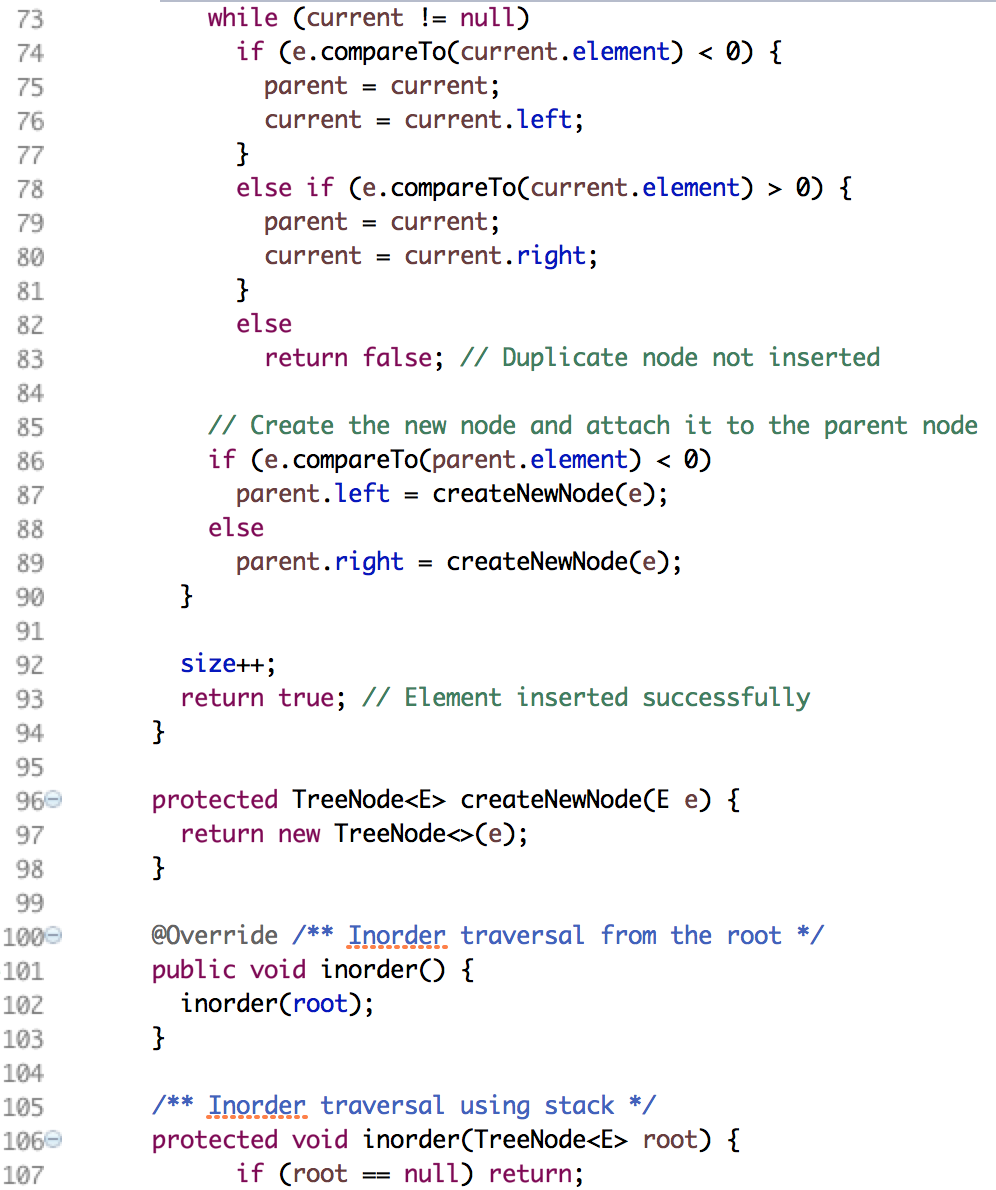 73 while (current != null)
74 if (e.compareTo(current.element) < 0) {
75 parent = current;
76 current = current.left;
77 }
78 else if (e.compareTo(current.element) > 0) {
79 parent = current;
80 current = current.right;
81 }
82 else
83 return false; // Duplicate node not inserted
84
85 // Create the new node and attach it to the parent node
86 if (e.compareTo(parent.element) < 0)
87 parent.left = createNewNode(e);
88 else
89 parent.right = createNewNode(e);
90 }
91
92 size++;
93 return true; // Element inserted successfully
94 }
95
96 protected TreeNode<E> createNewNode(E e) {
97 return new TreeNode<>(e);
98 }
99
100 @Override /** Inorder traversal from the root */
101 public void inorder() {
102 inorder(root);
103 }
104
105 /** Inorder traversal using stack */
106 protected void inorder(TreeNode<E> root) {
107 if (root == null) return;